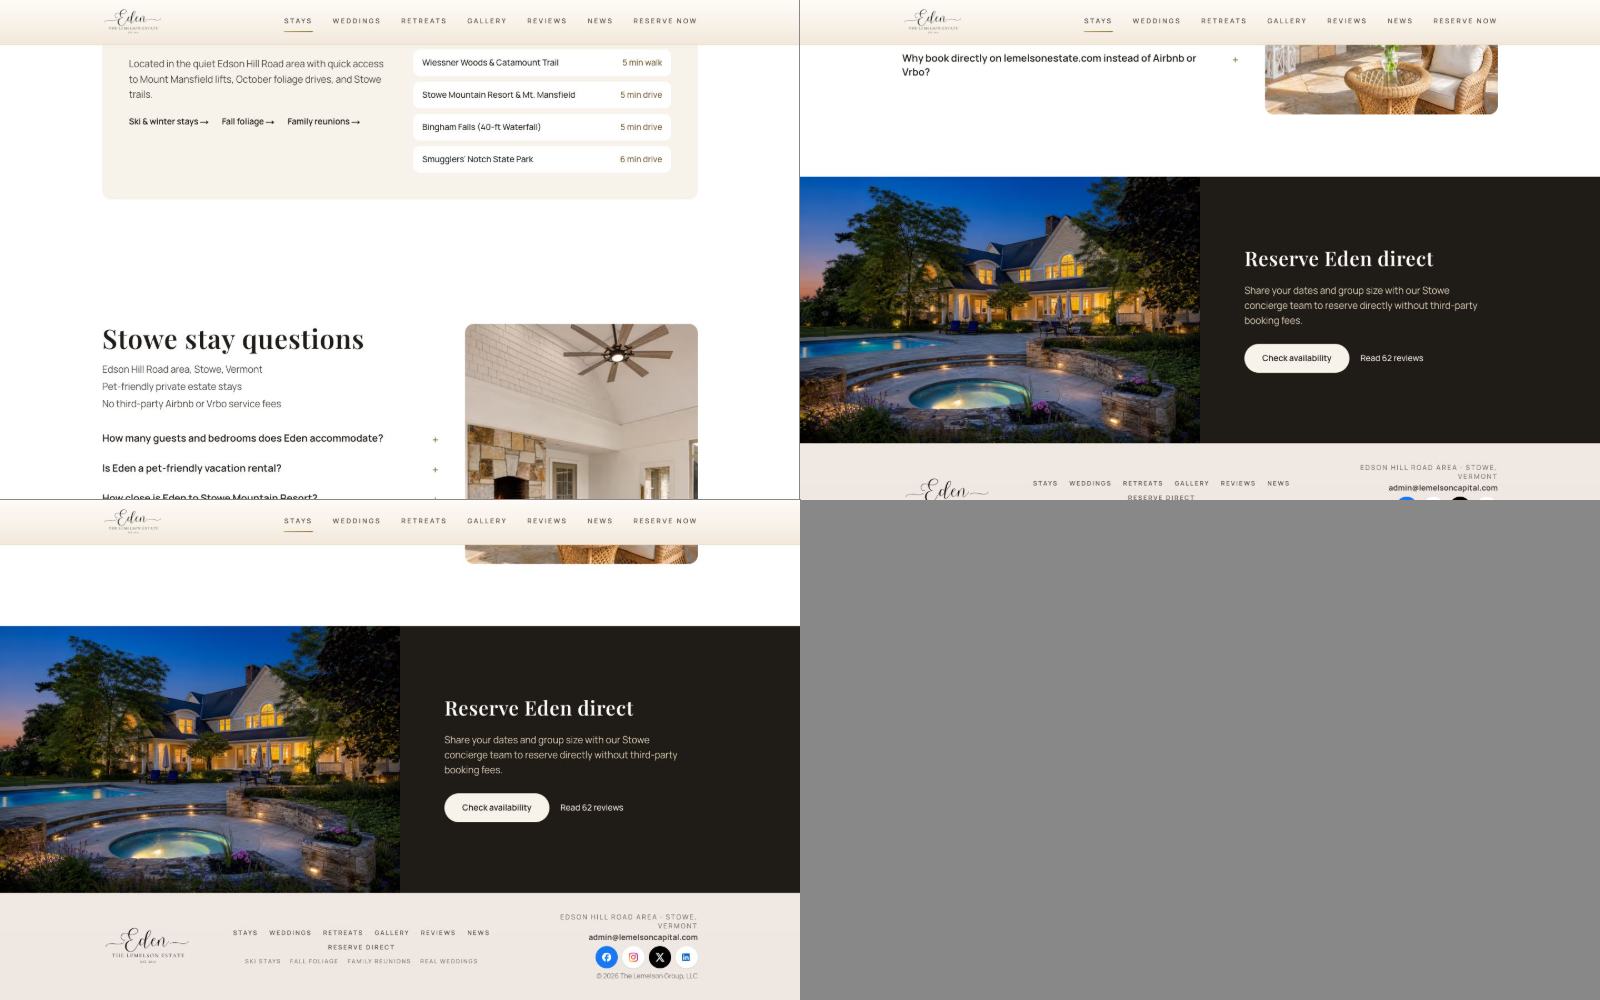 Eden
THE LEMELSON ESTATE
STAYS WEDDINGS RETREATS GALLERY REVIEWS NEWS RESERVE NOW
Located in the quiet Edson Hill Road area with quick access
to Mount Mansfield lifts, October foliage drives, and Stowe
trails.
Ski & winter stays → Fall foliage → Family reunions →
Wiessner Woods & Catamount Trail 5 min walk
Stowe Mountain Resort & Mt. Mansfield 5 min drive
Bingham Falls (40-ft Waterfall) 5 min drive
Smugglers' Notch State Park 6 min drive
Stowe stay questions
Edson Hill Road area, Stowe, Vermont
Pet-friendly private estate stays
No third-party Airbnb or Vrbo service fees
How many guests and bedrooms does Eden accommodate? +
Is Eden a pet-friendly vacation rental? +
How close is Eden to Stowe Mountain Resort? +
Eden
THE LEMELSON ESTATE
STAYS WEDDINGS RETREATS GALLERY REVIEWS NEWS RESERVE NOW
Why book directly on lemelsonestate.com instead of Airbnb or +
Vrbo?
Reserve Eden direct
Share your dates and group size with our Stowe
concierge team to reserve directly without third-party
booking fees.
Check availability Read 62 reviews
Eden
STAYS WEDDINGS RETREATS GALLERY REVIEWS NEWS
RESERVE DIRECT
EDSON HILL ROAD AREA · STOWE,
VERMONT
admin@lemelsoncapital.com
Eden
THE LEMELSON ESTATE
STAYS WEDDINGS RETREATS GALLERY REVIEWS NEWS RESERVE NOW
Reserve Eden direct
Share your dates and group size with our Stowe
concierge team to reserve directly without third-party
booking fees.
Check availability Read 62 reviews
Eden
THE LEMELSON ESTATE
STAYS WEDDINGS RETREATS GALLERY REVIEWS NEWS
RESERVE DIRECT
SKI STAYS FALL FOLIAGE FAMILY REUNIONS REAL WEDDINGS
EDSON HILL ROAD AREA · STOWE,
VERMONT
admin@lemelsoncapital.com
© 2026 The Lemelson Group, LLC